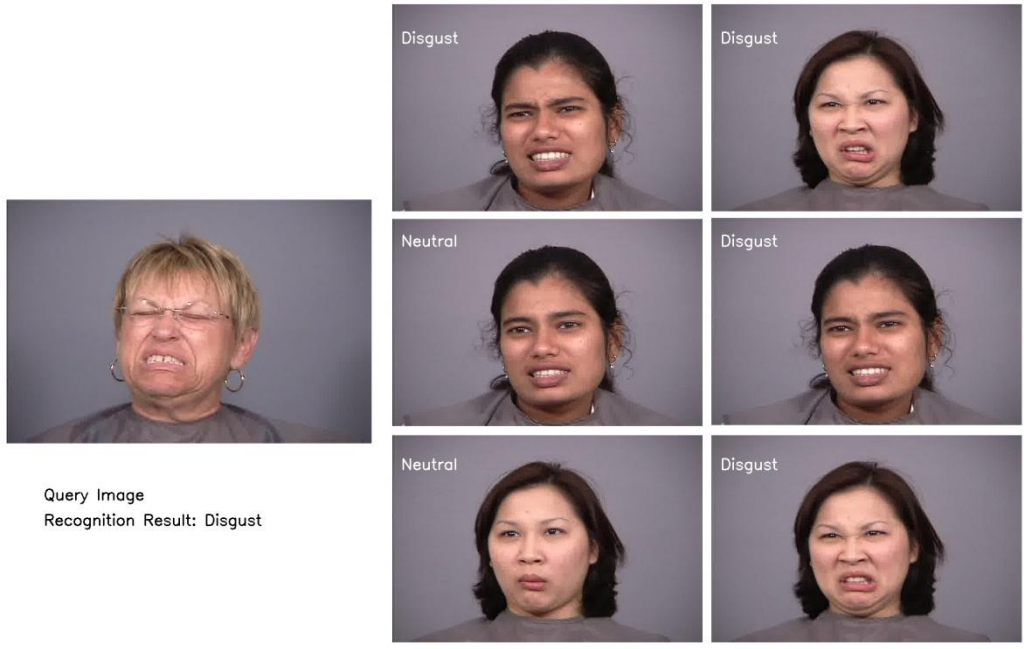 Disgust
Disgust
Neutral
Disgust
Neutral
Disgust
Query Image
Recognition Result: Disgust